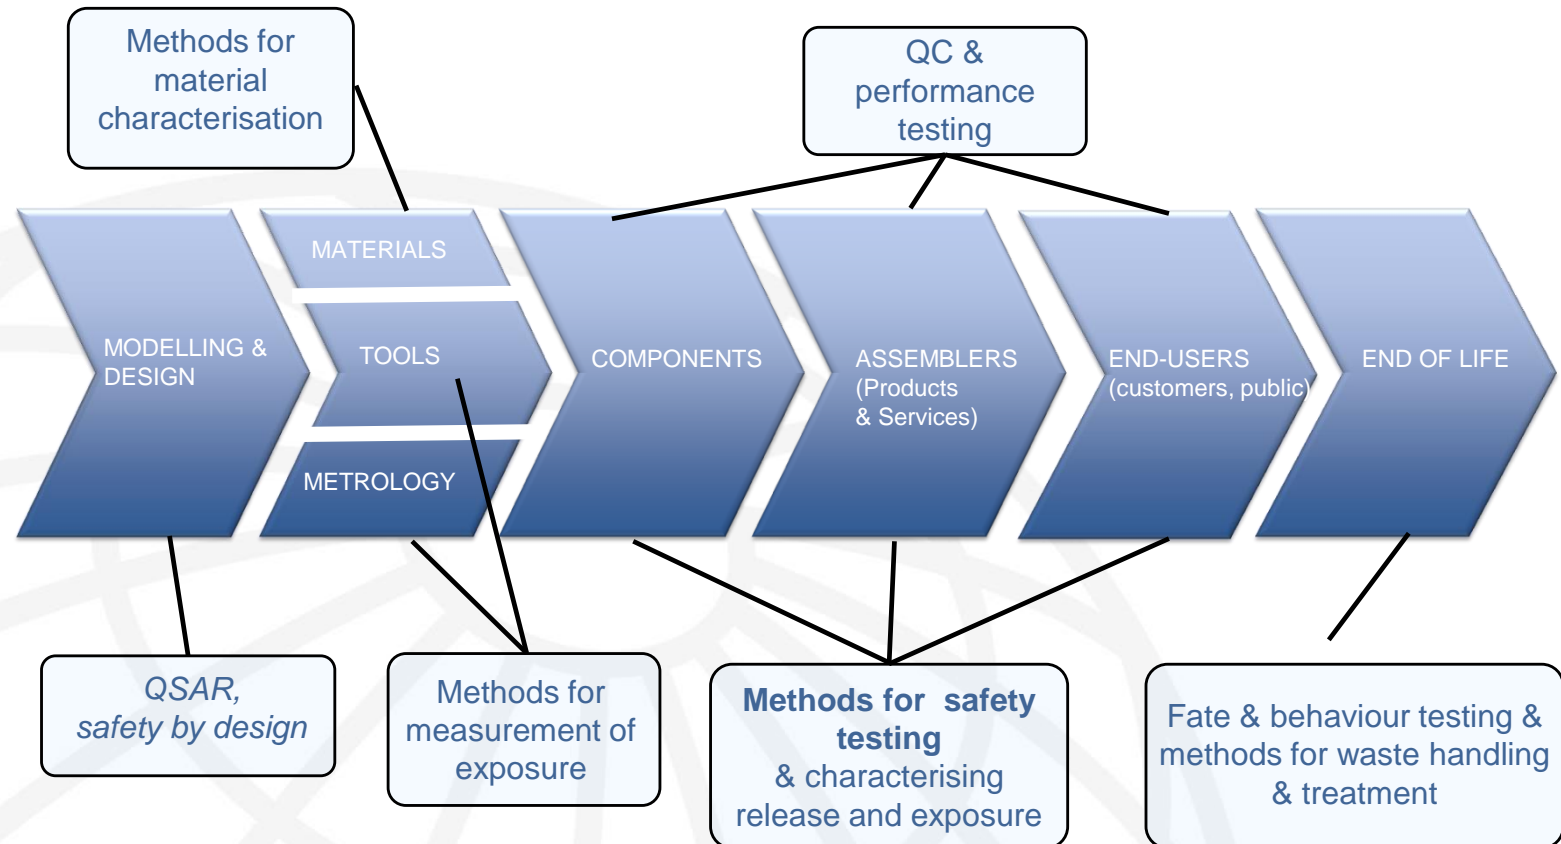 Methods for
material
characterisation
QC &
performance
testing
MODELLING &
DESIGN
MATERIALS
TOOLS
METROLOGY
COMPONENTS
ASSEMBLERS
(Products
& Services)
END-USERS
(customers, public)
END OF LIFE
QSAR,
safety by design
Methods for
measurement of
exposure
Methods for safety
testing
& characterising
release and exposure
Fate & behaviour testing &
methods for waste handling
& treatment